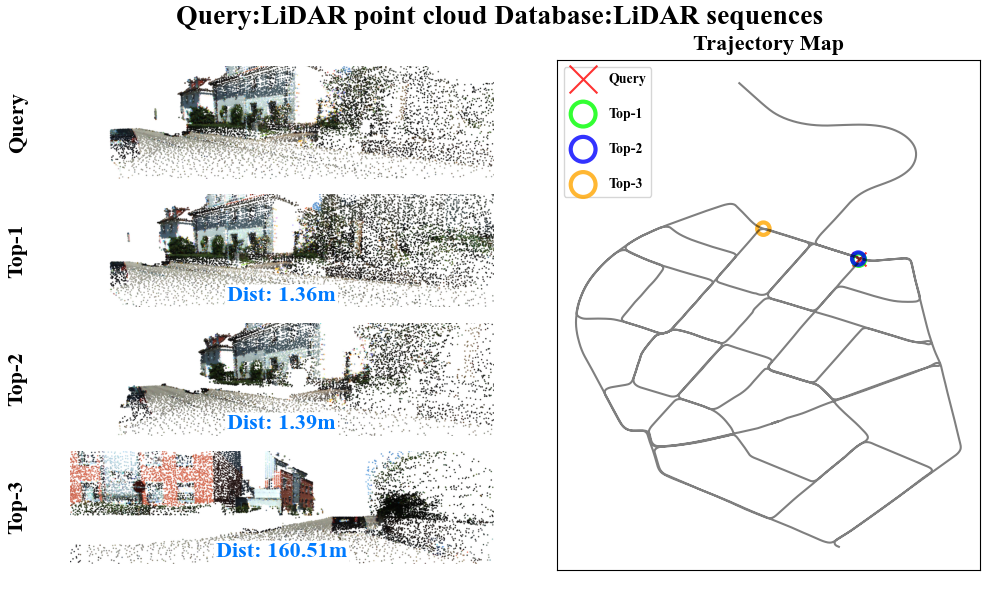 Query:LiDAR point cloud Database:LiDAR sequences
Trajectory Map
Query
Top-1
Top-2
Top-3
Query
Top-1
Dist: 1.36m
Top-2
Dist: 1.39m
Top-3
Dist: 160.51m